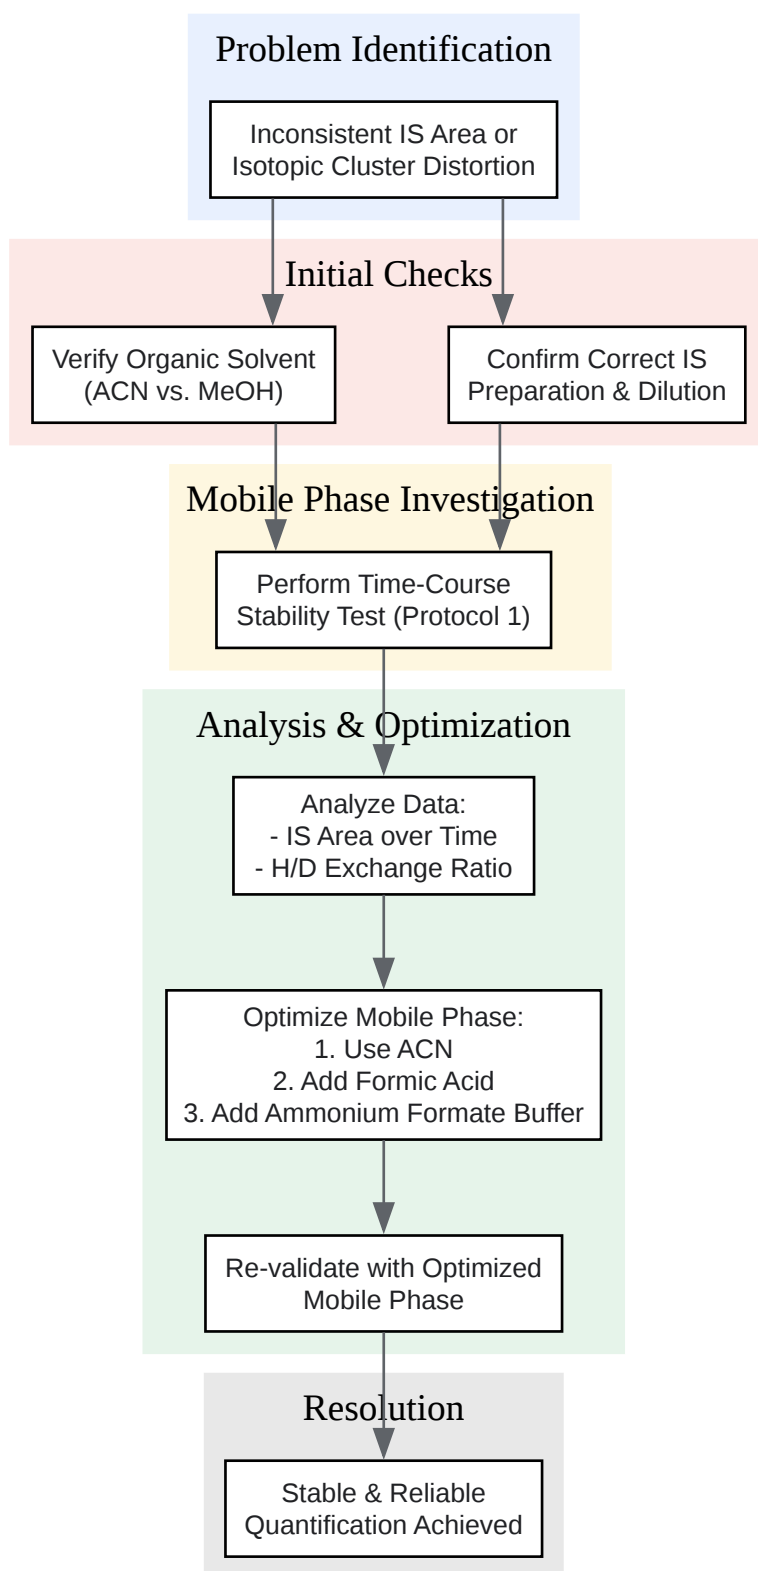 Problem Identification
Inconsistent IS Area or
Isotopic Cluster Distortion
Initial Checks
Verify Organic Solvent
(ACN vs. MeOH)
Confirm Correct IS
Preparation & Dilution
Mobile Phase Investigation
Perform Time-Course
Stability Test (Protocol 1)
Analysis & Optimization
Analyze Data:
- IS Area over Time
- H/D Exchange Ratio
Optimize Mobile Phase:
1. Use ACN
2. Add Formic Acid
3. Add Ammonium Formate Buffer
Re-validate with Optimized
Mobile Phase
Resolution
Stable & Reliable
Quantification Achieved